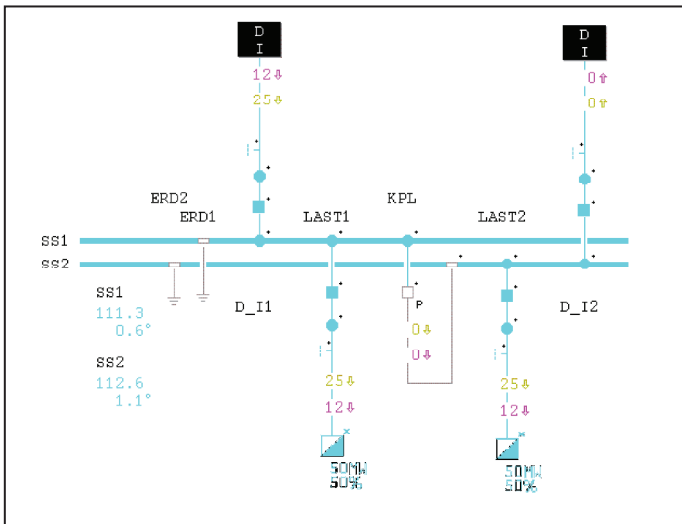 D
I
D
I
12⇩
0⇧
25⇩
0⇧
ERD2
KPL
ERD1
LAST1
LAST2
SS1
SS2
SS1
D_I1
P
D_I2
111.3
0.6°
0⇩
SS2
0⇩
112.6
25⇩
25⇩
1.1°
12⇩
12⇩
50MW
50%
50MW
50%